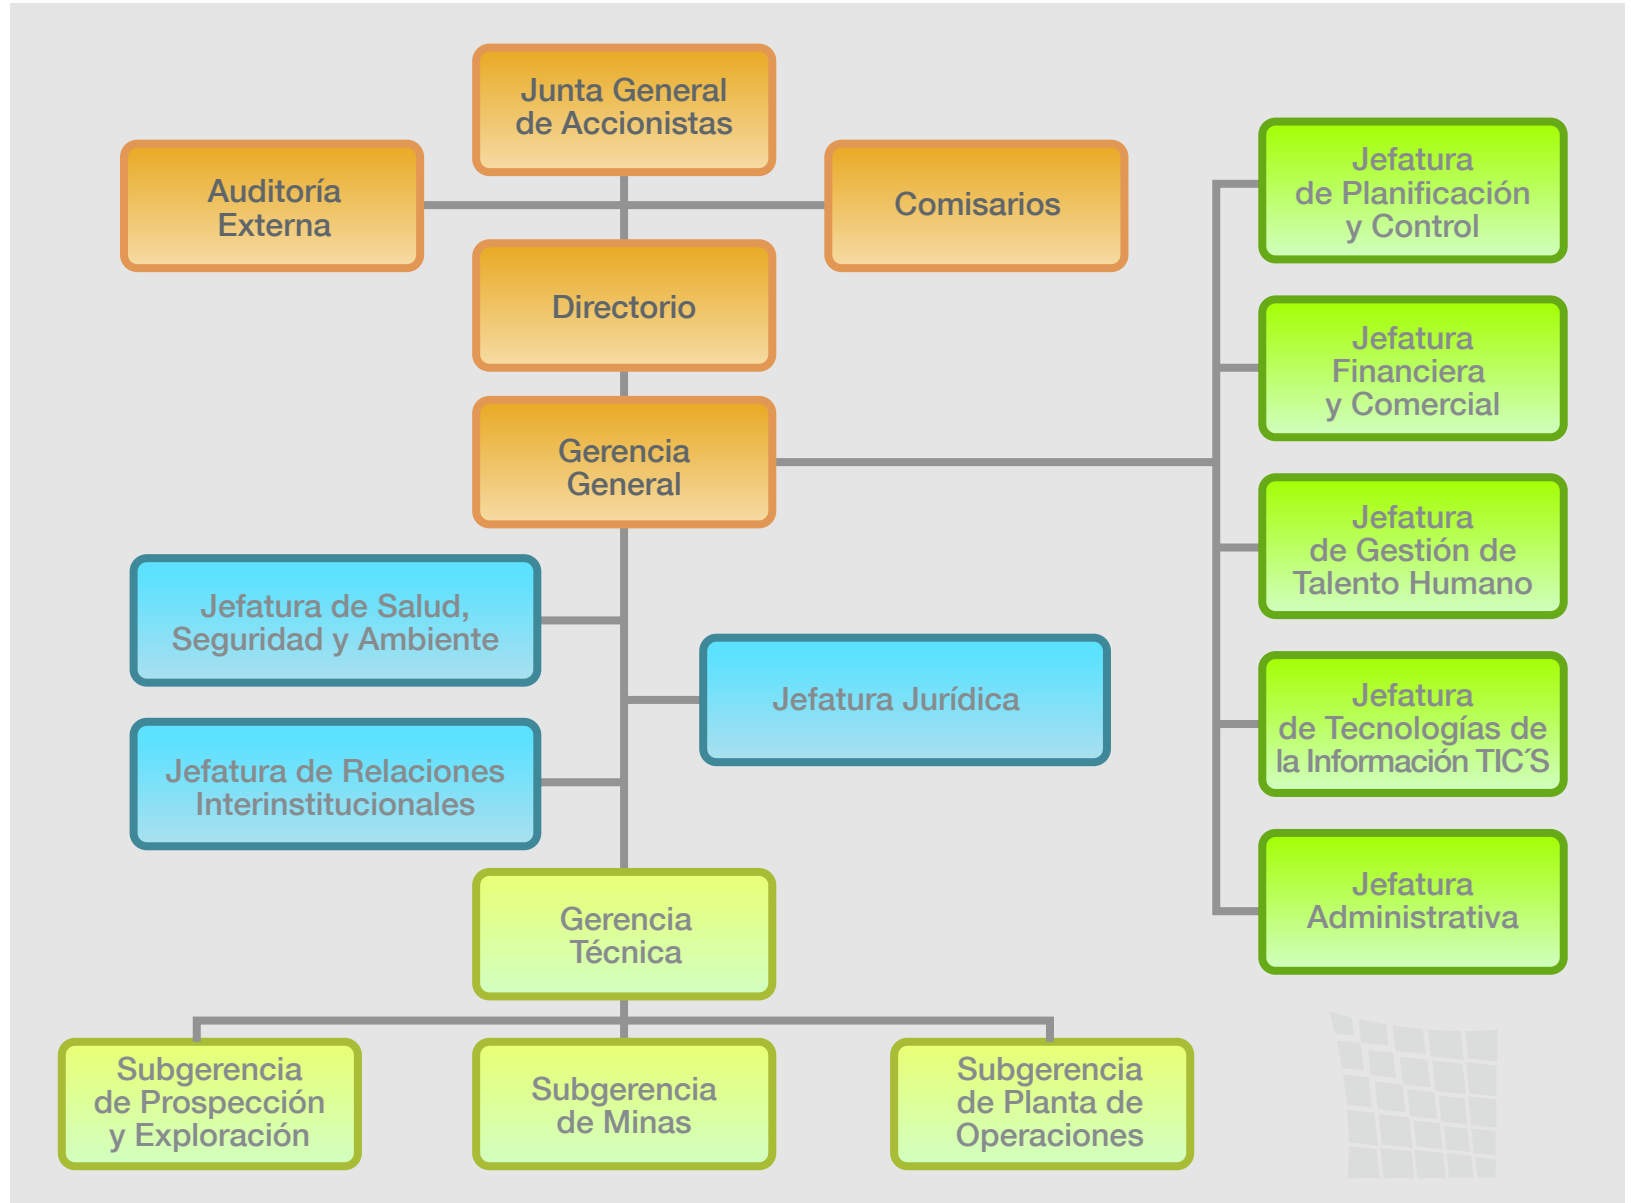 Junta General
de Accionistas
Auditoría
Externa
Comisarios
Directorio
Gerencia
General
Jefatura de Salud,
Seguridad y Ambiente
Jefatura Jurídica
Jefatura de Relaciones
Interinstitucionales
Gerencia
Técnica
Subgerencia
de Prospección
y Exploración
Subgerencia
de Minas
Subgerencia
de Planta de
Operaciones
Jefatura
de Planificación
y Control
Jefatura
Financiera
y Comercial
Jefatura
de Gestión de
Talento Humano
Jefatura
de Tecnologías de
la Información TIC´S
Jefatura
Administrativa